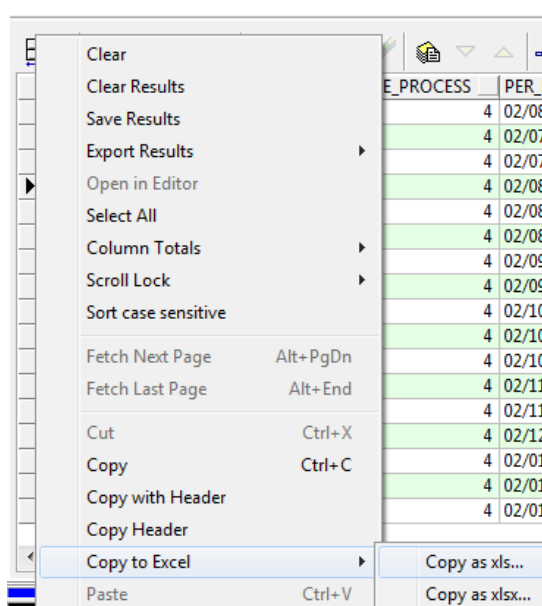 Clear
Clear Results
Save Results
Export Results
Open in Editor
Select All
Column Totals
Scroll Lock
Sort case sensitive
Fetch Next Page Alt+PgDn
Fetch Last Page Alt+End
Cut Ctrl+X
Copy Ctrl+C
Copy with Header
Copy Header
Copy to Excel
Paste Ctrl+V
Copy as xls...
Copy as xlsx...
E_PROCESS PER_
4 02/08
4 02/07
4 02/07
4 02/08
4 02/08
4 02/08
4 02/09
4 02/09
4 02/10
4 02/10
4 02/10
4 02/11
4 02/11
4 02/12
4 02/01
4 02/01
4 02/01